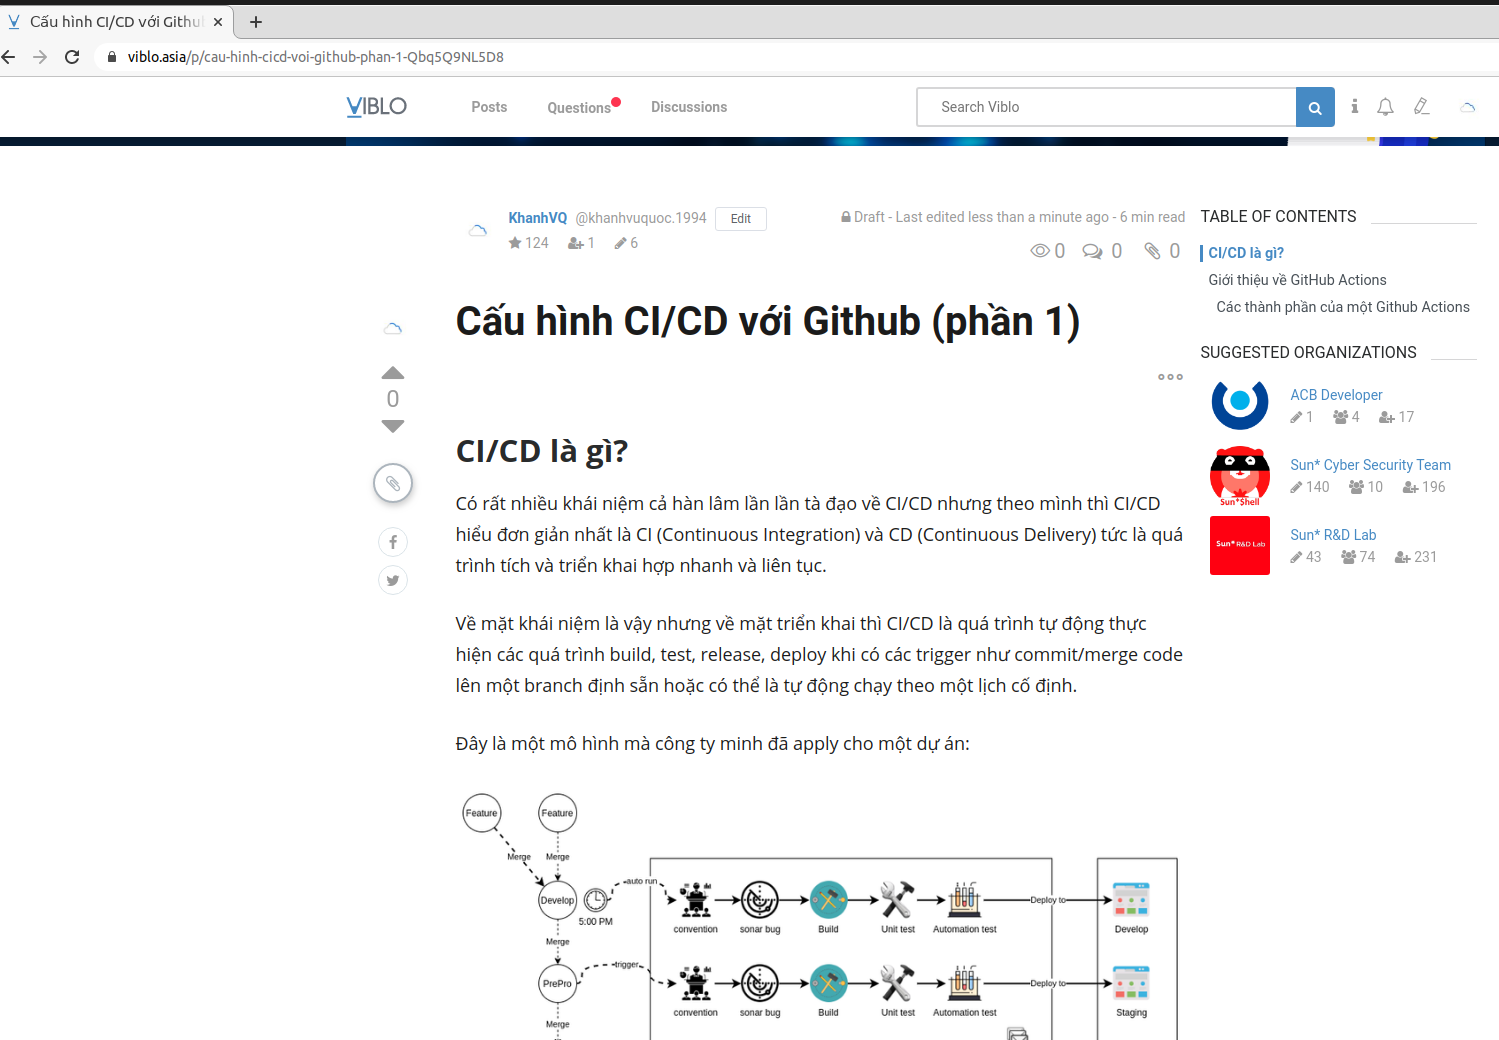 Cấu hình CI/CD với Githu
viblo.asia/p/cau-hinh-cicd-voi-github-phan-1-Qbq5Q9NL5D8
VIBLO
Posts
Questions
Discussions
Search Viblo
KhanhVQ @khanhvuquoc.1994 Edit
124 1 6
Draft - Last edited less than a minute ago - 6 min read
0 0 0
Cấu hình CI/CD với Github (phần 1)
0
CI/CD là gì?
Có rất nhiều khái niệm cả hàn lâm lần lần tà đạo về CI/CD nhưng theo mình thì CI/CD
hiểu đơn giản nhất là CI (Continuous Integration) và CD (Continuous Delivery) tức là quá
trình tích và triển khai hợp nhanh và liên tục.
Về mặt khái niệm là vậy nhưng về mặt triển khai thì CI/CD là quá trình tự động thực
hiện các quá trình build, test, release, deploy khi có các trigger như commit/merge code
lên một branch định sẵn hoặc có thể là tự động chạy theo một lịch cố định.
Đây là một mô hình mà công ty minh đã apply cho một dự án:
Feature Feature
Merge Merge
Develop 5:00 PM auto run
convention sonar bug Build Unit test Automation test Deploy to Develop
Merge
PrePro trigger
convention sonar bug Build Unit test Automation test Deploy to Staging
Merge
TABLE OF CONTENTS
CI/CD là gì?
Giới thiệu về GitHub Actions
Các thành phần của một Github Actions
SUGGESTED ORGANIZATIONS
ACB Developer
1 4 17
Sun*$hell
Sun* Cyber Security Team
140 10 196
Sun* R&D Lab
Sun* R&D Lab
43 74 231